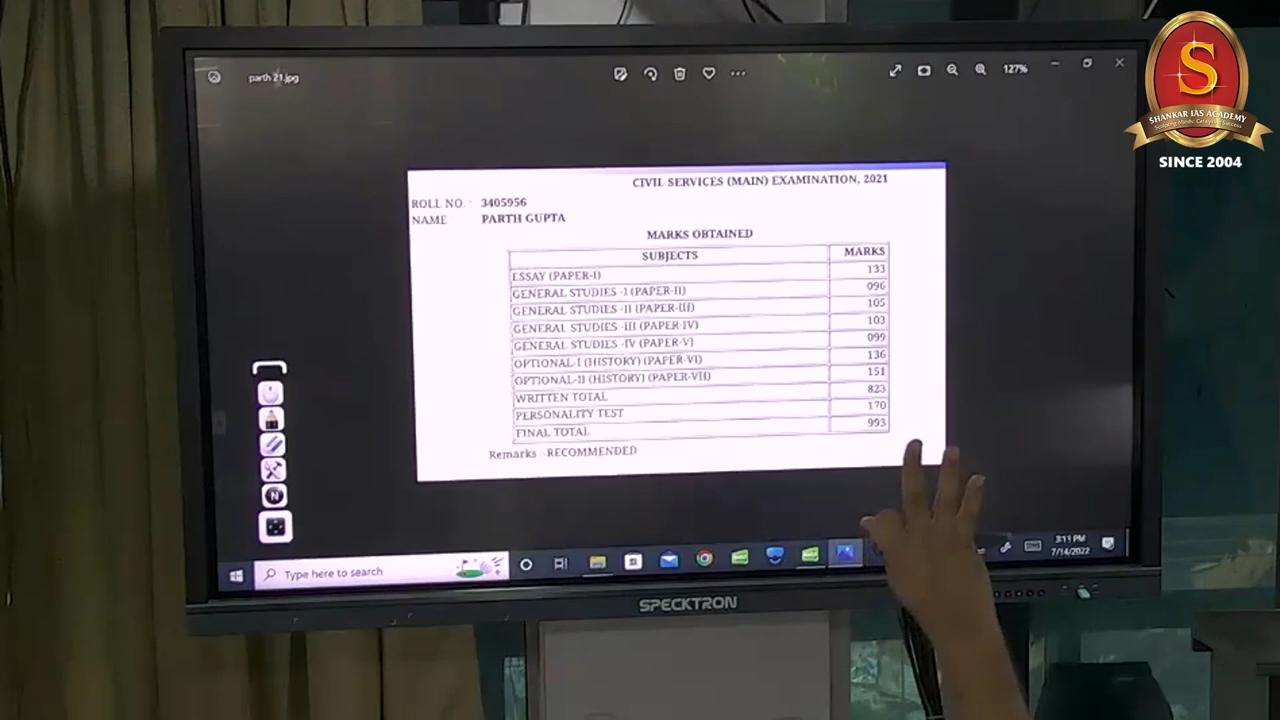 parth 21.jpg
127%
SHANKAR IAS ACADEMY
SINCE 2004
CIVIL SERVICES (MAIN) EXAMINATION, 2021
ROLL NO. : 3405956
NAME : PARTH GUPTA
MARKS OBTAINED
SUBJECTS MARKS
ESSAY (PAPER-I) 133
GENERAL STUDIES -I (PAPER-II) 096
GENERAL STUDIES -II (PAPER-III) 105
GENERAL STUDIES -III (PAPER-IV) 103
GENERAL STUDIES -IV (PAPER-V) 099
OPTIONAL-I (HISTORY) (PAPER-VI) 136
OPTIONAL-II (HISTORY) (PAPER-VII) 151
WRITTEN TOTAL 823
PERSONALITY TEST 170
FINAL TOTAL 993
Remarks :- RECOMMENDED
Type here to search
3:11 PM
7/14/2022
SPECKTRON